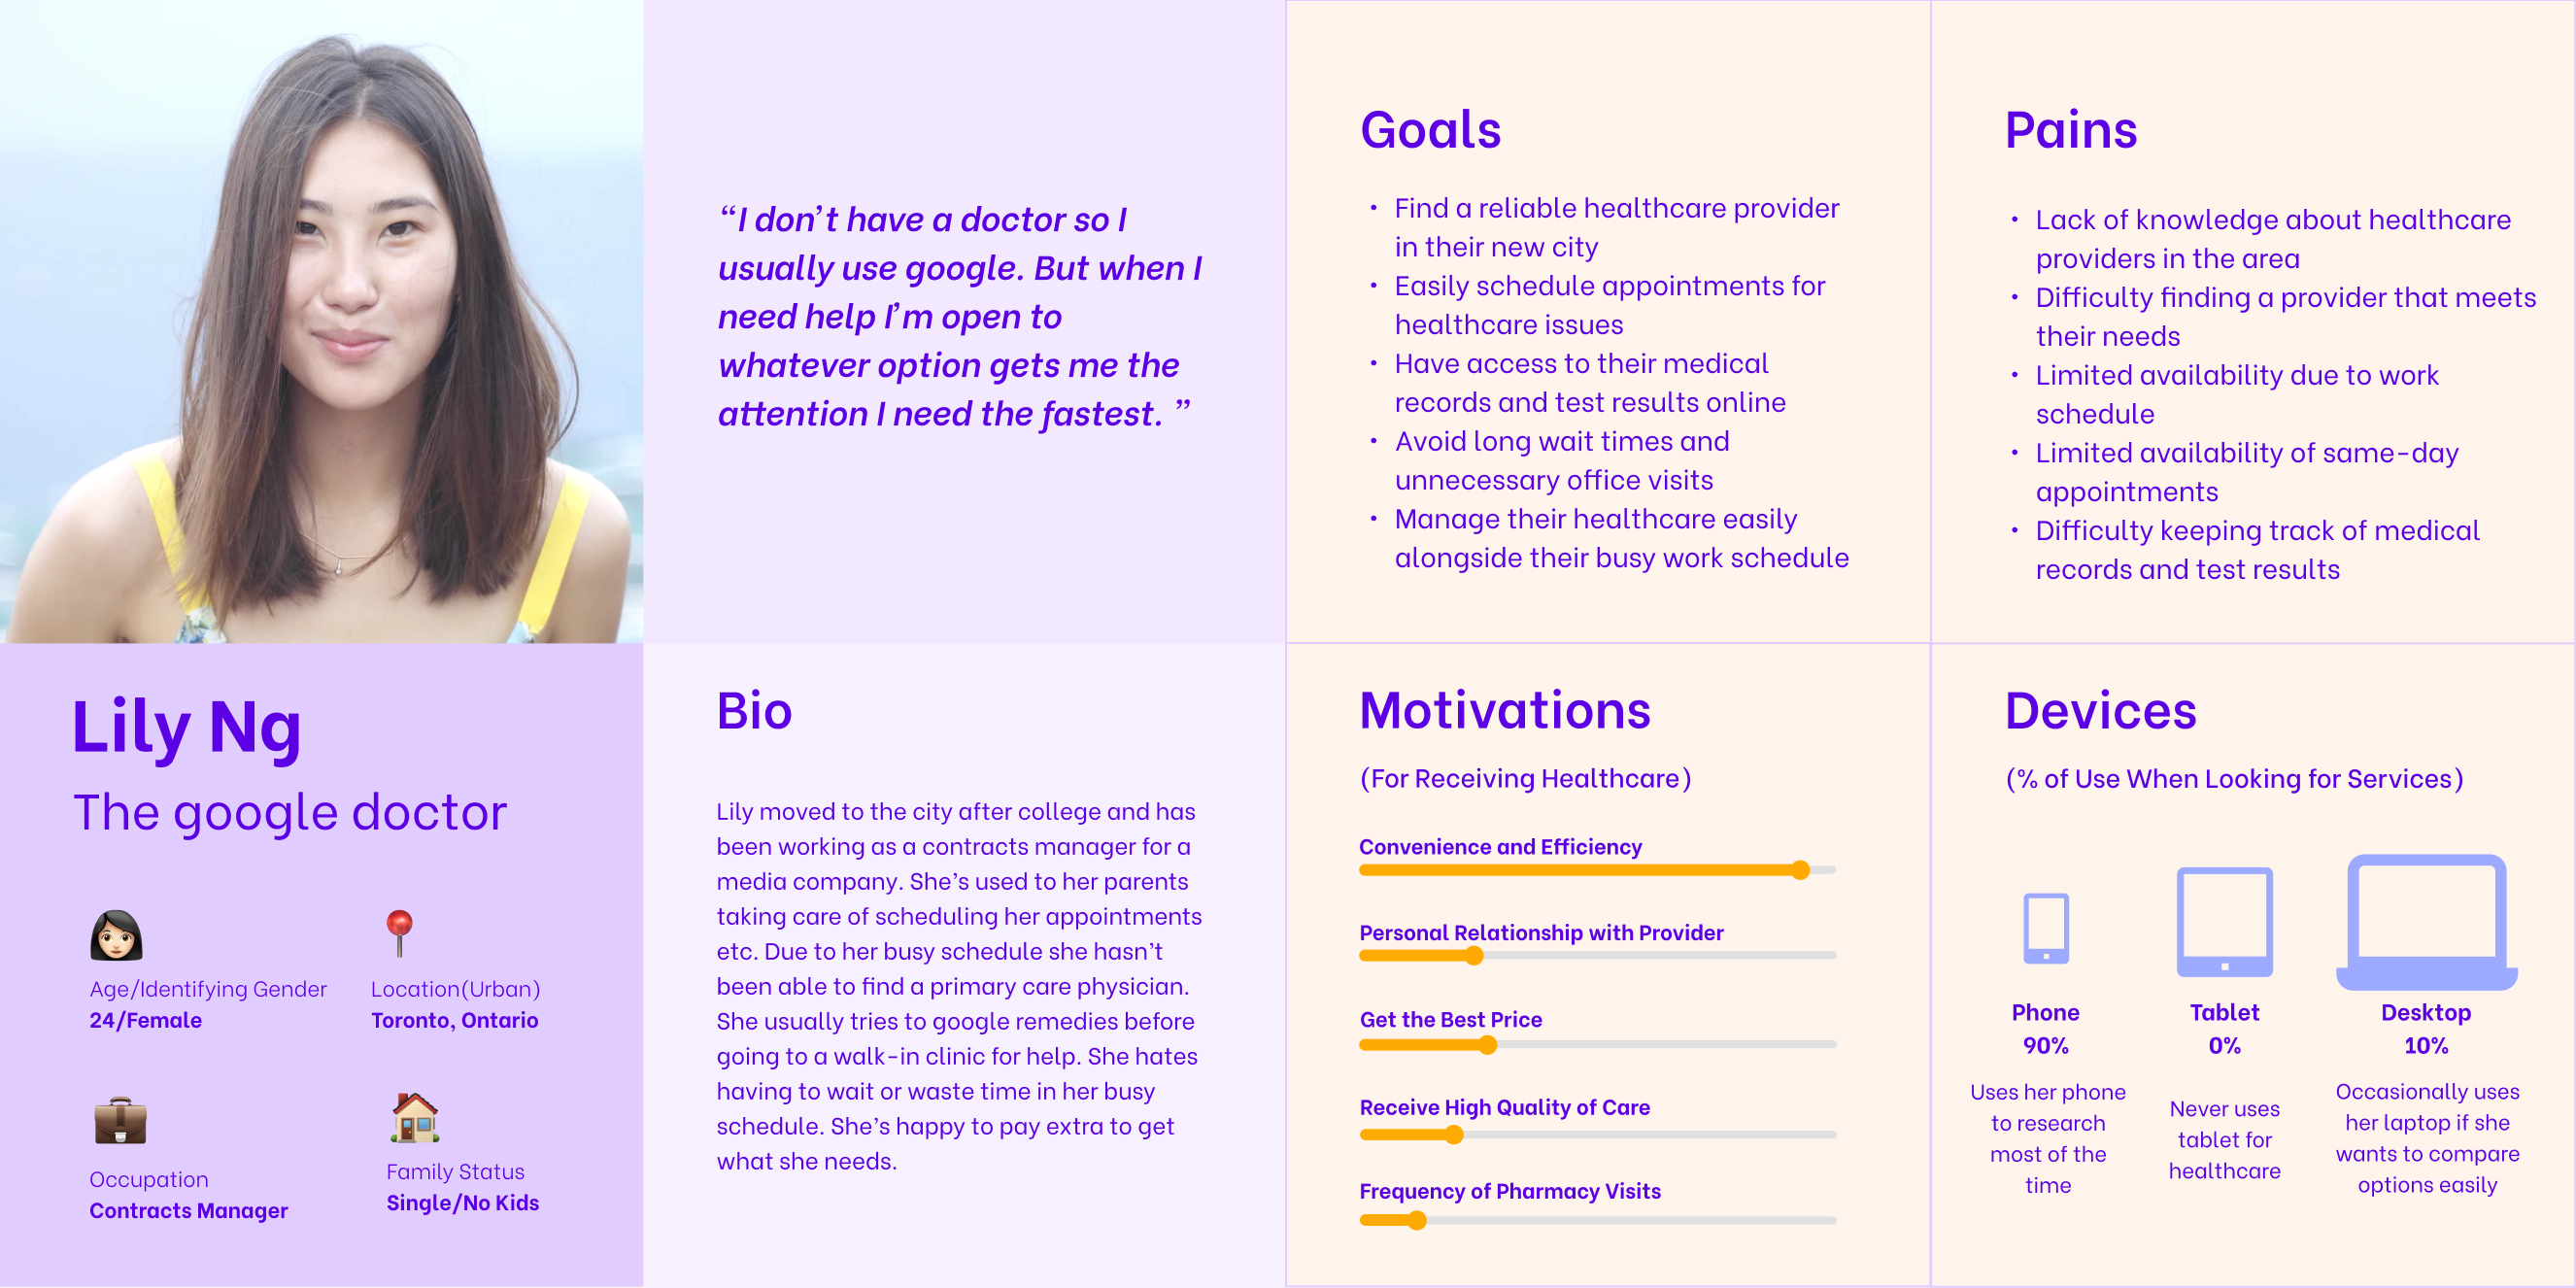 “I don’t have a doctor so I
usually use google. But when I
need help I’m open to
whatever option gets me the
attention I need the fastest. ”
Goals
• Find a reliable healthcare provider
in their new city
• Easily schedule appointments for
healthcare issues
• Have access to their medical
records and test results online
• Avoid long wait times and
unnecessary office visits
• Manage their healthcare easily
alongside their busy work schedule
Pains
• Lack of knowledge about healthcare
providers in the area
• Difficulty finding a provider that meets
their needs
• Limited availability due to work
schedule
• Limited availability of same-day
appointments
• Difficulty keeping track of medical
records and test results
Lily Ng
The google doctor
Age/Identifying Gender
24/Female
Location(Urban)
Toronto, Ontario
Occupation
Contracts Manager
Family Status
Single/No Kids
Bio
Lily moved to the city after college and has
been working as a contracts manager for a
media company. She’s used to her parents
taking care of scheduling her appointments
etc. Due to her busy schedule she hasn’t
been able to find a primary care physician.
She usually tries to google remedies before
going to a walk-in clinic for help. She hates
having to wait or waste time in her busy
schedule. She’s happy to pay extra to get
what she needs.
Motivations
(For Receiving Healthcare)
Convenience and Efficiency
Personal Relationship with Provider
Get the Best Price
Receive High Quality of Care
Frequency of Pharmacy Visits
Devices
(% of Use When Looking for Services)
Phone
90%
Uses her phone
to research
most of the
time
Tablet
0%
Never uses
tablet for
healthcare
Desktop
10%
Occasionally uses
her laptop if she
wants to compare
options easily